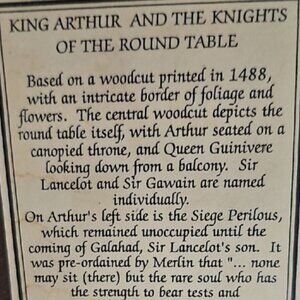 KING ARTHUR AND THE KNIGHTS
OF THE ROUND TABLE
Based on a woodcut printed in 1488,
with an intricate border of foliage and
flowers. The central woodcut depicts the
round table itself, with Arthur seated on a
canopied throne, and Queen Guinivere
looking down from a balcony. Sir
Lancelot and Sir Gawain are named
individually.
On Arthur's left side is the Siege Perilous,
which remained unoccupied until the
coming of Galahad, Sir Lancelot's son. It
was pre-ordained by Merlin that "... none
may sit (there) but the rare soul who has
the strength to bear tests and